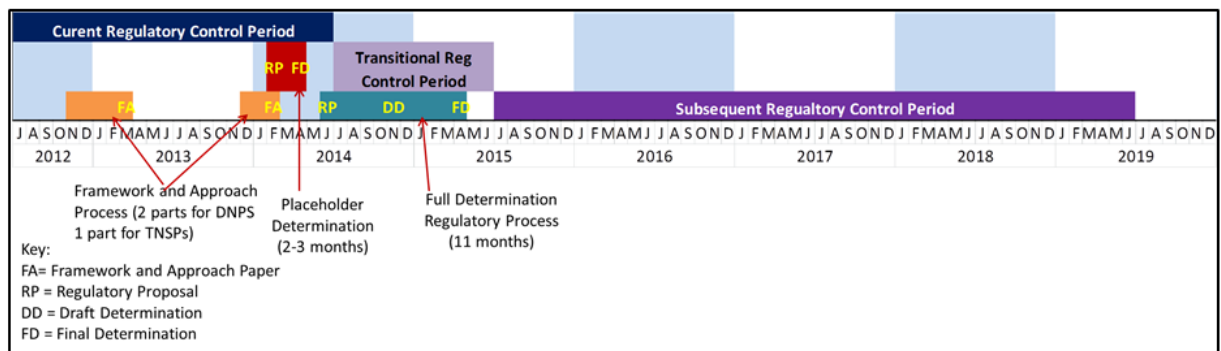 Curent Regulatory Control Period
RP FD
Transitional Reg
Control Period
FA FA RP DD FD
Subsequent Regualtory Control Period
J A S O N D J F M A M J J A S O N D J F M A M J J A S O N D J F M A M J J A S O N D J F M A M J J A S O N D J F M A M J J A S O N D J F M A M J J A S O N D J F M A M J J A S O N D
2012 2013 2014 2015 2016 2017 2018 2019
Framework and Approach
Process (2 parts for DNPS
1 part for TNSPs)
Placeholder
Determination
(2-3 months)
Full Determination
Regulatory Process
(11 months)
Key:
FA= Framework and Approach Paper
RP = Regulatory Proposal
DD = Draft Determination
FD = Final Determination